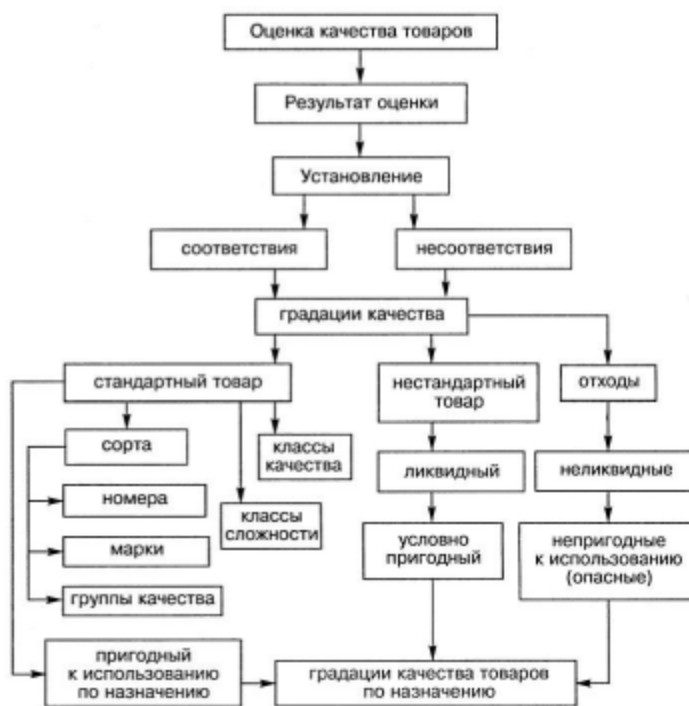 Оценка качества товаров
Результат оценки
Установление
соответствия
несоответствия
градации качества
стандартный товар
нестандартный
товар
отходы
сорта
классы
качества
ликвидный
неликвидные
номера
классы
сложности
марки
условно
пригодный
непригодные
к использованию
(опасные)
группы качества
пригодный
к использованию
по назначению
градации качества товаров
по назначению